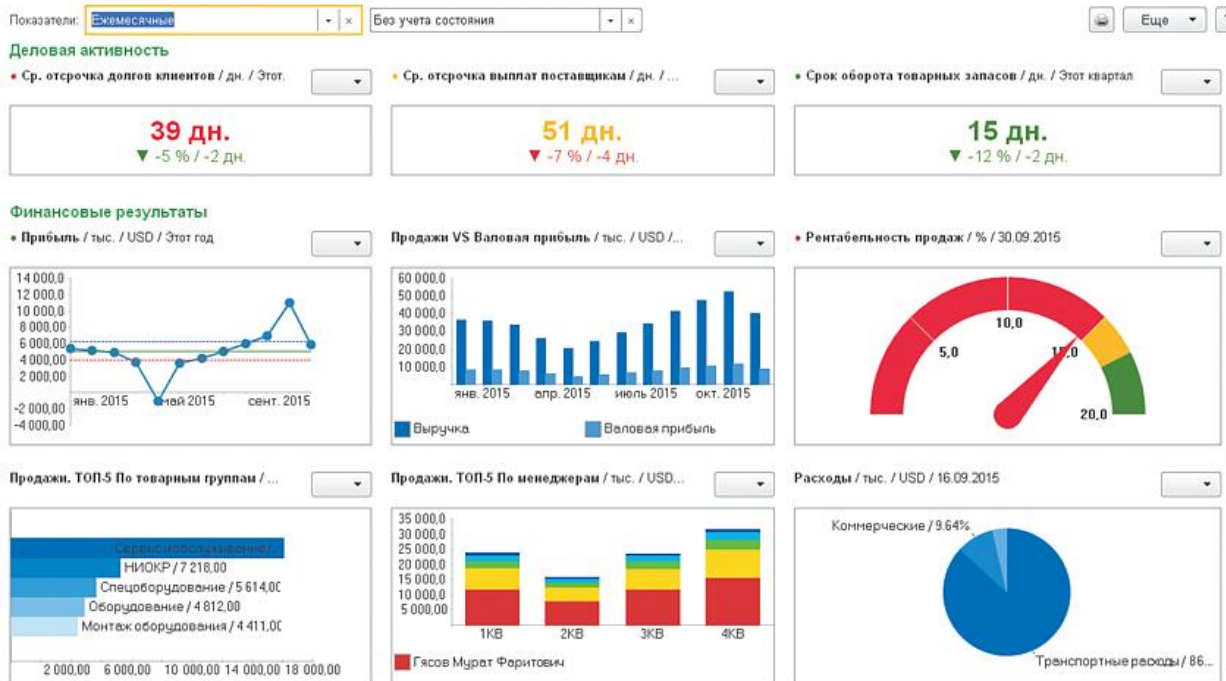 Показатели: Ежемесячные Без учета состояния Еще
Деловая активность
Ср. отсрочка долгов клиентов / дн. / Этот.
39 дн.
▼ -5 % / -2 дн.
Ср. отсрочка выплат поставщикам / дн. / ...
51 дн.
▼ -7 % / -4 дн.
Срок оборота товарных запасов / дн. / Этот квартал
15 дн.
▼ -12 % / -2 дн.
Финансовые результаты
Прибыль / тыс. / USD / Этот год
14 000,0
12 000,0
10 000,0
8 000,00
6 000,00
4 000,00
2 000,00
-2 000,00
-4 000,00
янв. 2015 май 2015 сент. 2015
Продажи VS Валовая прибыль / тыс. / USD /...
60 000,0
50 000,0
40 000,0
30 000,0
20 000,0
10 000,0
янв. 2015 апр. 2015 июль 2015 окт. 2015
Выручка Валовая прибыль
Рентабельность продаж / % / 30.09.2015
5,0
10,0
15,0
20,0
Продажи. ТОП-5 По товарным группам / ...
Сервис и обслуживание /
НИОКР / 7 218,00
Спецоборудование / 5 614,00
Оборудование / 4 812,00
Монтаж оборудования / 4 411,00
2 000,00 6 000,00 10 000,00 14 000,00 18 000,00
Продажи. ТОП-5 По менеджерам / тыс. / USD...
35 000,0
30 000,0
25 000,0
20 000,0
15 000,0
10 000,0
5 000,00
1КВ 2КВ 3КВ 4КВ
Гясов Мурат Фаритович
Расходы / тыс. / USD / 16.09.2015
Коммерческие / 9.64%
Транспортные расходы / 86...